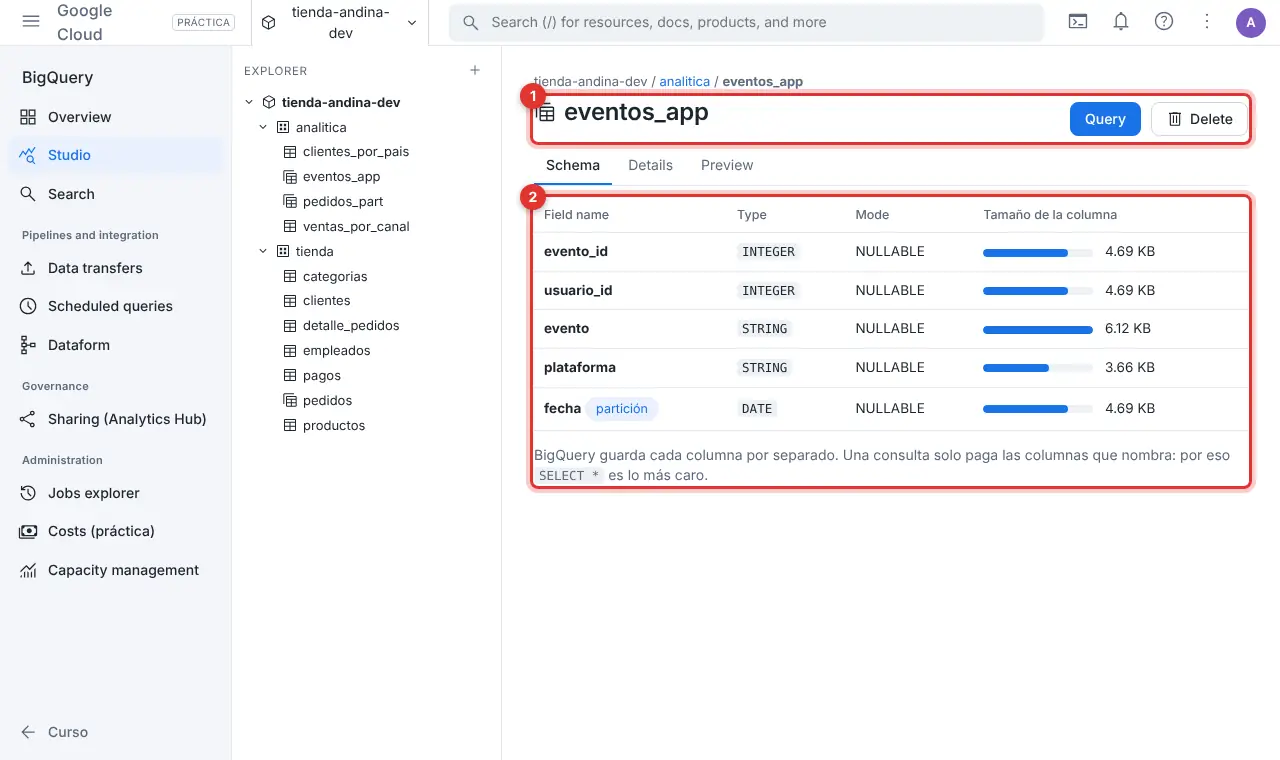 Google Cloud
PRÁCTICA
tienda-andina-dev
Search (/) for resources, docs, products, and more
A
BigQuery
Overview
Studio
Search
Pipelines and integration
Data transfers
Scheduled queries
Dataform
Governance
Sharing (Analytics Hub)
Administration
Jobs explorer
Costs (práctica)
Capacity management
Curso
EXPLORER
tienda-andina-dev
analitica
clientes_por_pais
eventos_app
pedidos_part
ventas_por_canal
tienda
categorias
clientes
detalle_pedidos
empleados
pagos
pedidos
productos
tienda-andina-dev / analitica / eventos_app
1
eventos_app
Query
Delete
Schema Details Preview
2
Field name Type Mode Tamaño de la columna
evento_id INTEGER NULLABLE 4.69 KB
usuario_id INTEGER NULLABLE 4.69 KB
evento STRING NULLABLE 6.12 KB
plataforma STRING NULLABLE 3.66 KB
fecha partición DATE NULLABLE 4.69 KB
BigQuery guarda cada columna por separado. Una consulta solo paga las columnas que nombra: por eso
SELECT * es lo más caro.